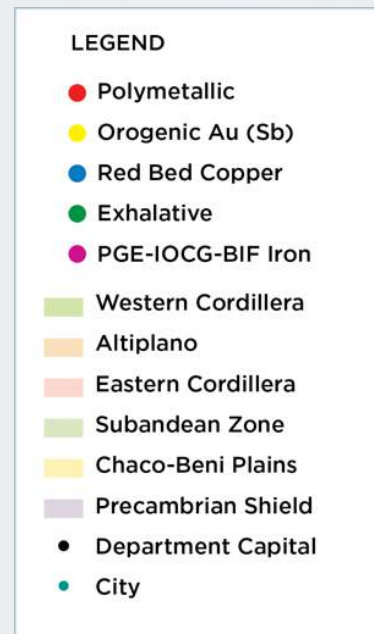 LEGEND
Polymetallic
Orogenic Au (Sb)
Red Bed Copper
Exhalative
PGE-IOCG-BIF Iron
Western Cordillera
Altiplano
Eastern Cordillera
Subandean Zone
Chaco-Beni Plains
Precambrian Shield
Department Capital
City